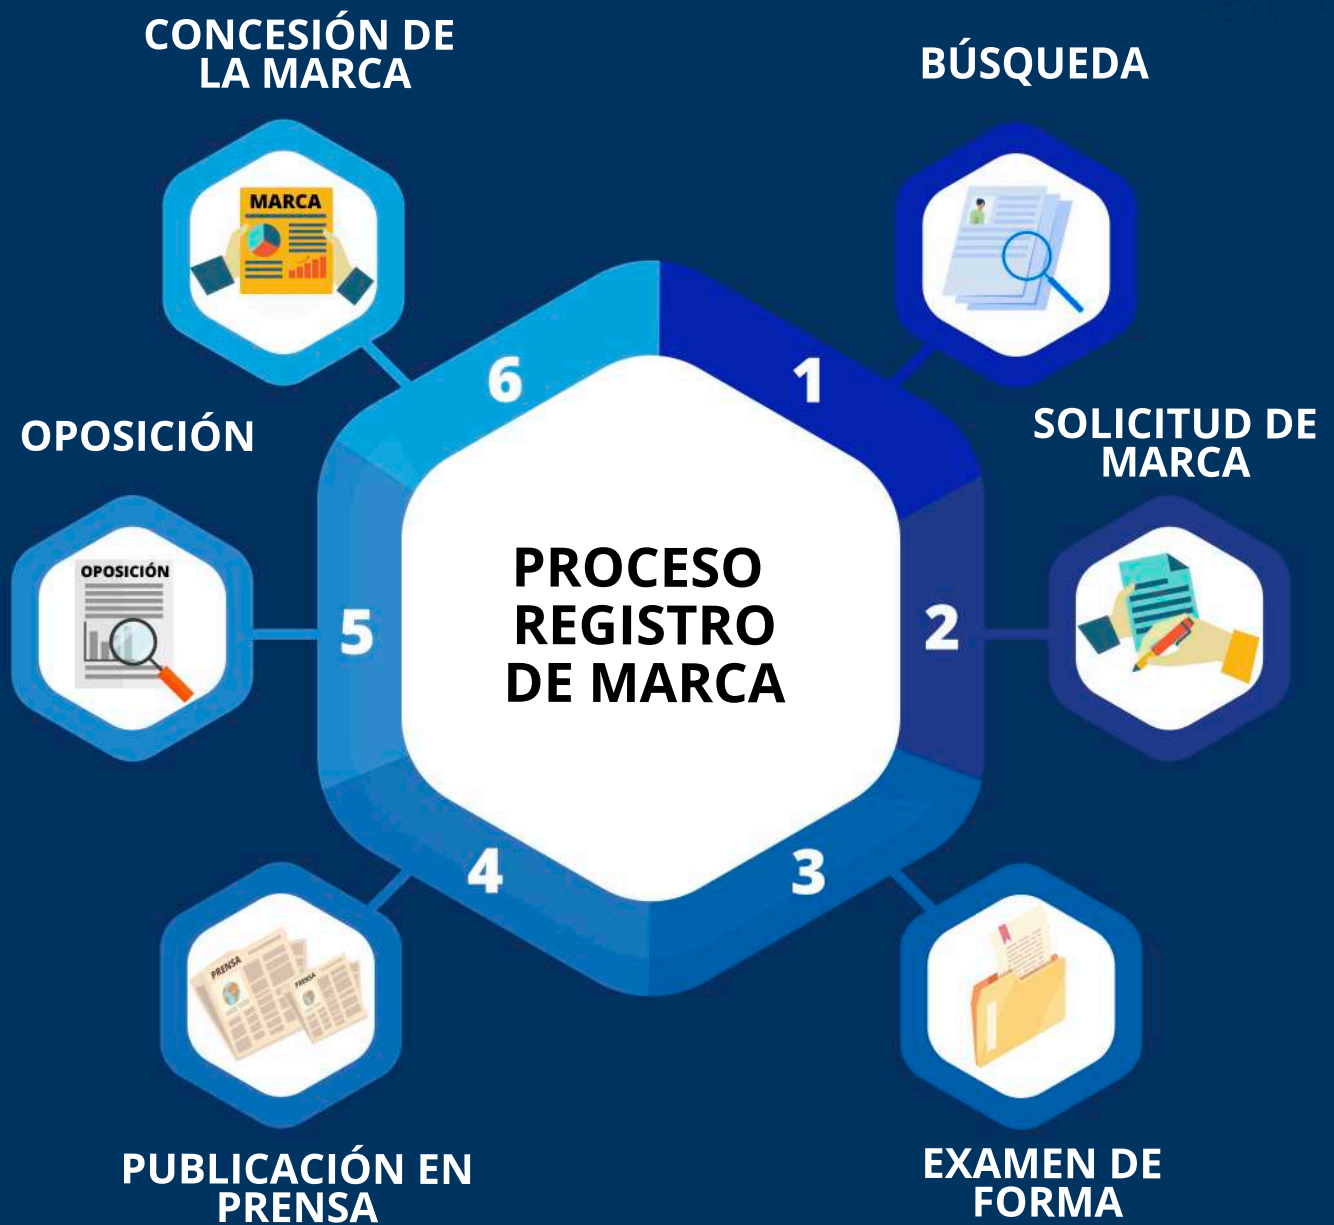 CONCESIÓN DE
LA MARCA
BÚSQUEDA
MARCA
6
1
OPOSICIÓN
SOLICITUD DE
MARCA
OPOSICIÓN
5
PROCESO
REGISTRO
DE MARCA
2
4
3
PRENSA
PRENSA
PUBLICACIÓN EN
PRENSA
EXAMEN DE
FORMA